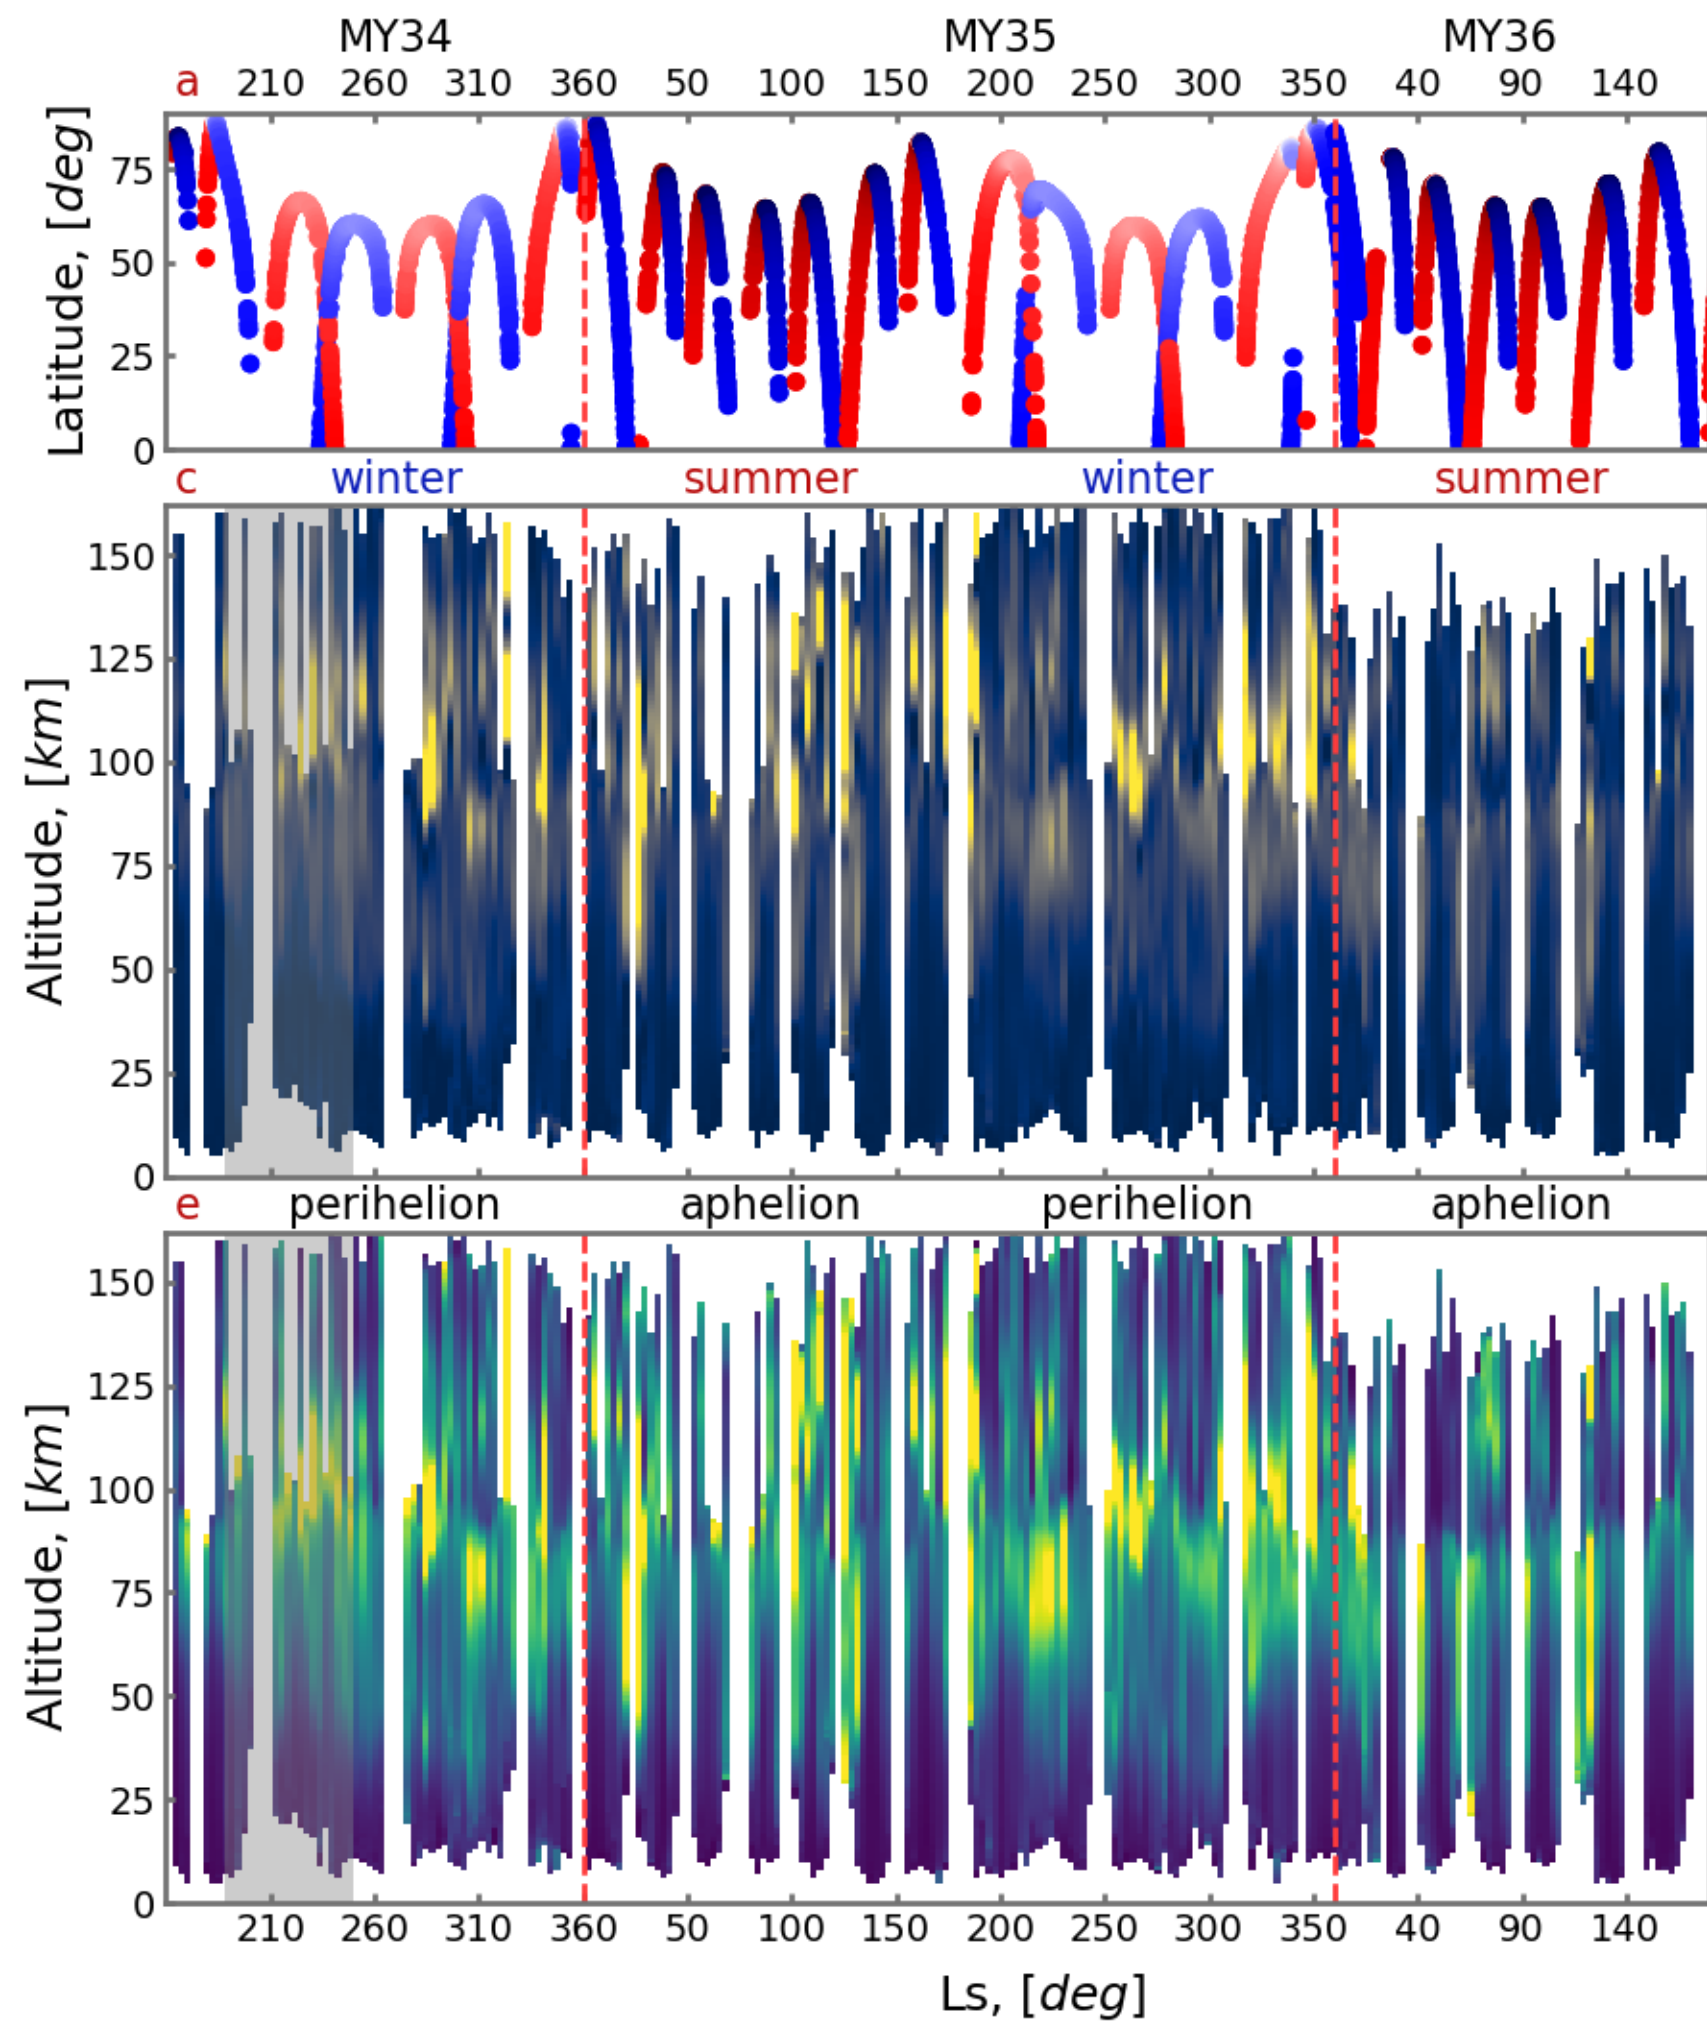 MY34 MY35 MY36
a 210 260 310 360 50 100 150 200 250 300 350 40 90 140
75
50
25
0
Latitude, [deg]
c winter summer winter summer
150
125
100
75
50
25
0
Altitude, [km]
e perihelion aphelion perihelion aphelion
150
125
100
75
50
25
0
Altitude, [km]
210 260 310 360 50 100 150 200 250 300 350 40 90 140
Ls, [deg]